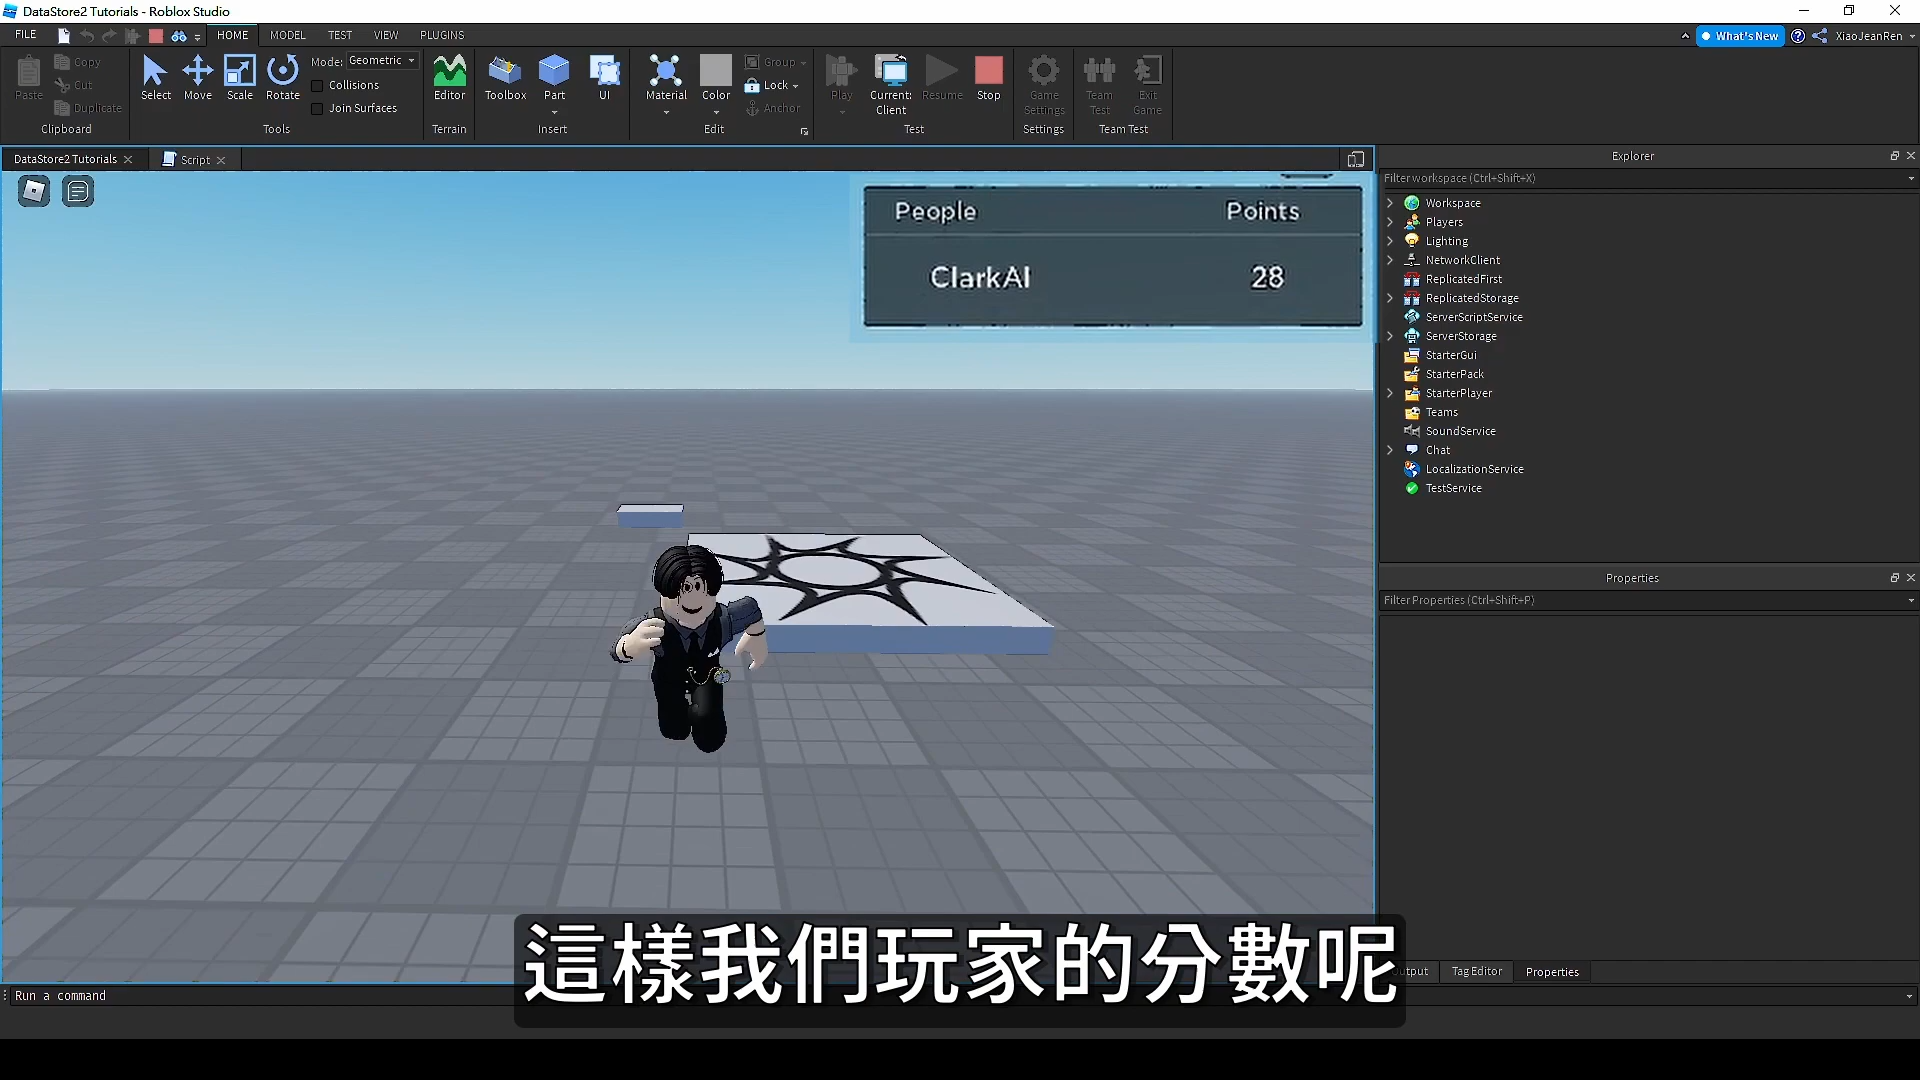 DataStore2 Tutorials - Roblox Studio
FILE
HOME
MODEL
TEST
VIEW
PLUGINS
What's New
XiaoJeanRen
Paste
Copy
Cut
Duplicate
Clipboard
Select
Move
Scale
Rotate
Mode: Geometric
Collisions
Join Surfaces
Tools
Editor
Terrain
Toolbox
Part
UI
Insert
Material
Color
Group
Lock
Anchor
Edit
Play
Current:
Client
Resume
Stop
Test
Game
Settings
Settings
Team
Test
Exit
Game
Team Test
DataStore2 Tutorials
Script
People Points
ClarkAI 28
Explorer
Filter workspace (Ctrl+Shift+X)
Workspace
Players
Lighting
NetworkClient
ReplicatedFirst
ReplicatedStorage
ServerScriptService
ServerStorage
StarterGui
StarterPack
StarterPlayer
Teams
SoundService
Chat
LocalizationService
TestService
Properties
Filter Properties (Ctrl+Shift+P)
這樣我們玩家的分數呢
Tag Editor
Properties
Run a command